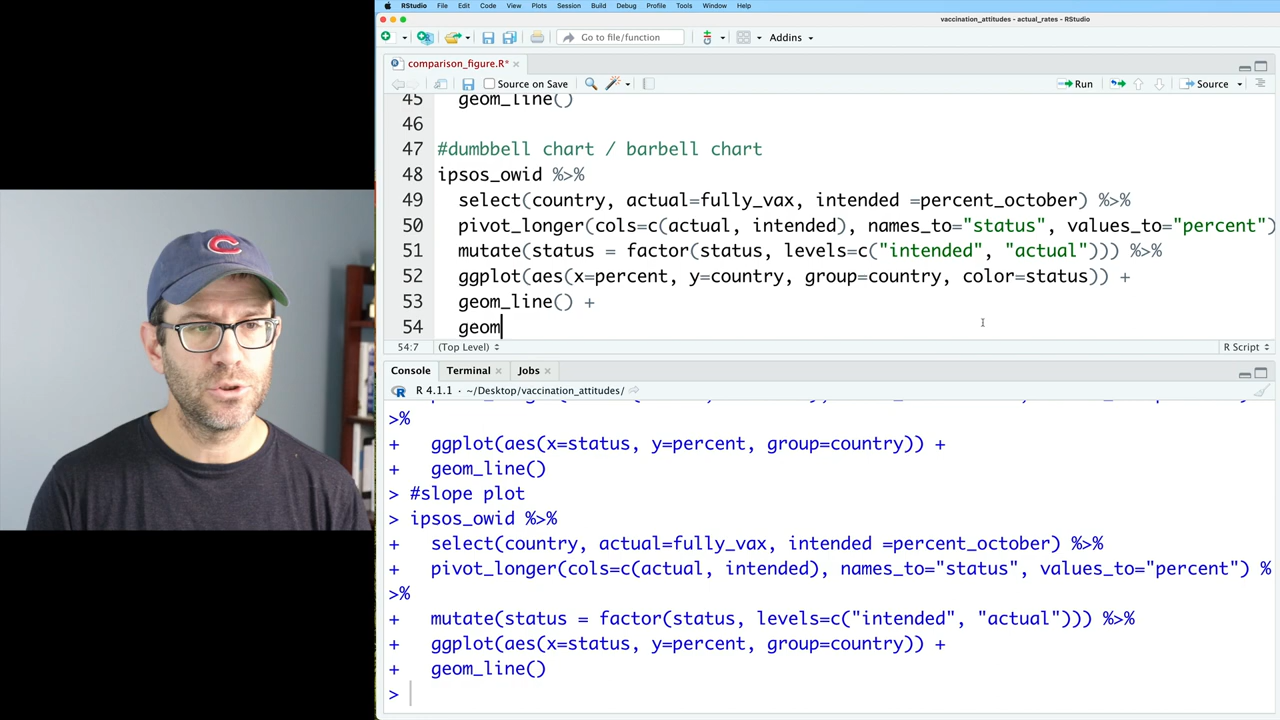 RStudio File Edit Code View Plots Session Build Debug Profile Tools Window Help
vaccination_attitudes - actual_rates - RStudio
Go to file/function Addins
comparison_figure.R*
Source on Save Run Source
45 geom_line()
46
47 #dumbbell chart / barbell chart
48 ipsos_owid %>%
49 select(country, actual=fully_vax, intended =percent_october) %>%
50 pivot_longer(cols=c(actual, intended), names_to="status", values_to="percent")
51 mutate(status = factor(status, levels=c("intended", "actual"))) %>%
52 ggplot(aes(x=percent, y=country, group=country, color=status)) +
53 geom_line() +
54 geom
54:7 (Top Level) R Script
Console Terminal Jobs
R 4.1.1 · ~/Desktop/vaccination_attitudes/
>%
+ ggplot(aes(x=status, y=percent, group=country)) +
+ geom_line()
> #slope plot
> ipsos_owid %>%
+ select(country, actual=fully_vax, intended =percent_october) %>%
+ pivot_longer(cols=c(actual, intended), names_to="status", values_to="percent") %
>%
+ mutate(status = factor(status, levels=c("intended", "actual"))) %>%
+ ggplot(aes(x=status, y=percent, group=country)) +
+ geom_line()
>
C